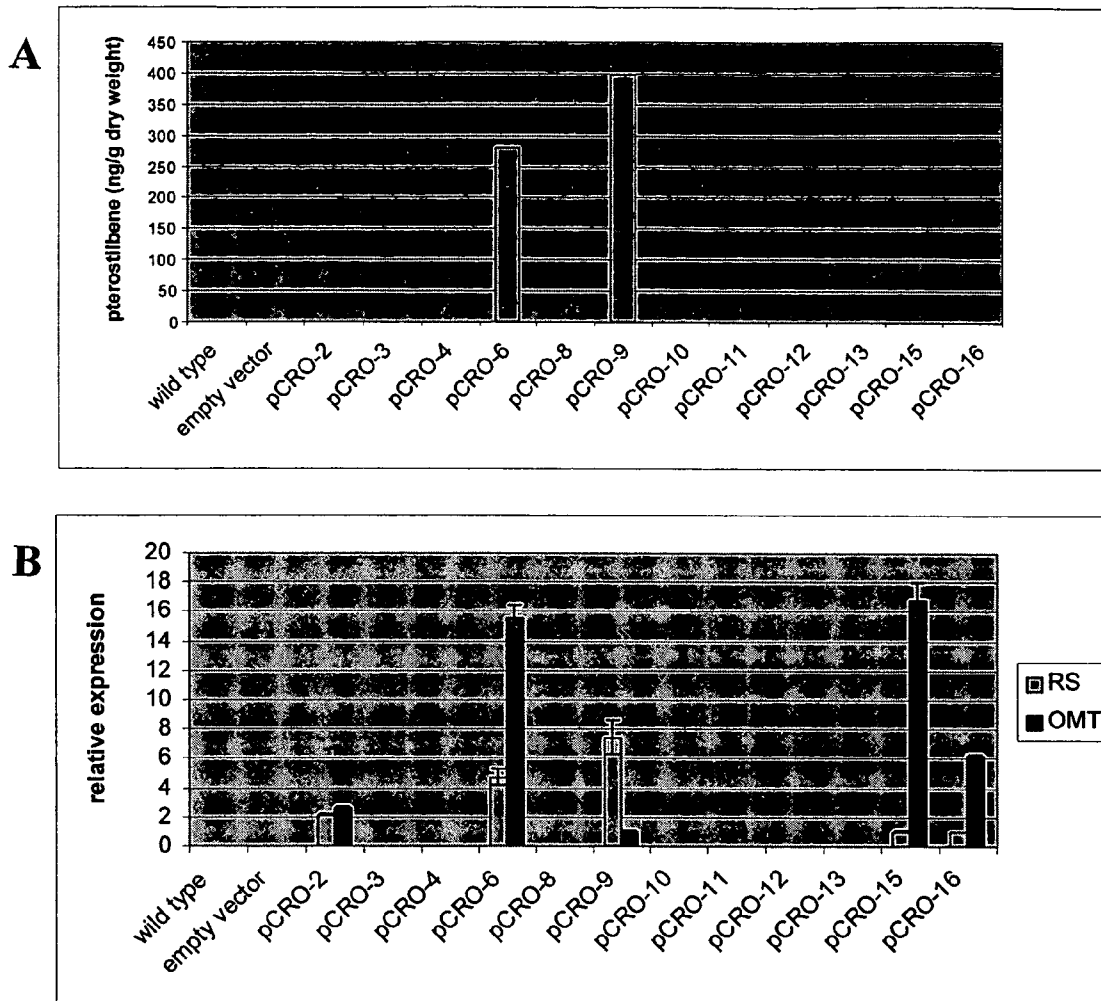 A
pterostilbene (ng/g dry weight)
450
400
350
300
250
200
150
100
50
0
wild type
empty vector
pCRO-2
pCRO-3
pCRO-4
pCRO-6
pCRO-8
pCRO-9
pCRO-10
pCRO-11
pCRO-12
pCRO-13
pCRO-15
pCRO-16
B
relative expression
20
18
16
14
12
10
8
6
4
2
0
wild type
empty vector
pCRO-2
pCRO-3
pCRO-4
pCRO-6
pCRO-8
pCRO-9
pCRO-10
pCRO-11
pCRO-12
pCRO-13
pCRO-15
pCRO-16
RS
OMT